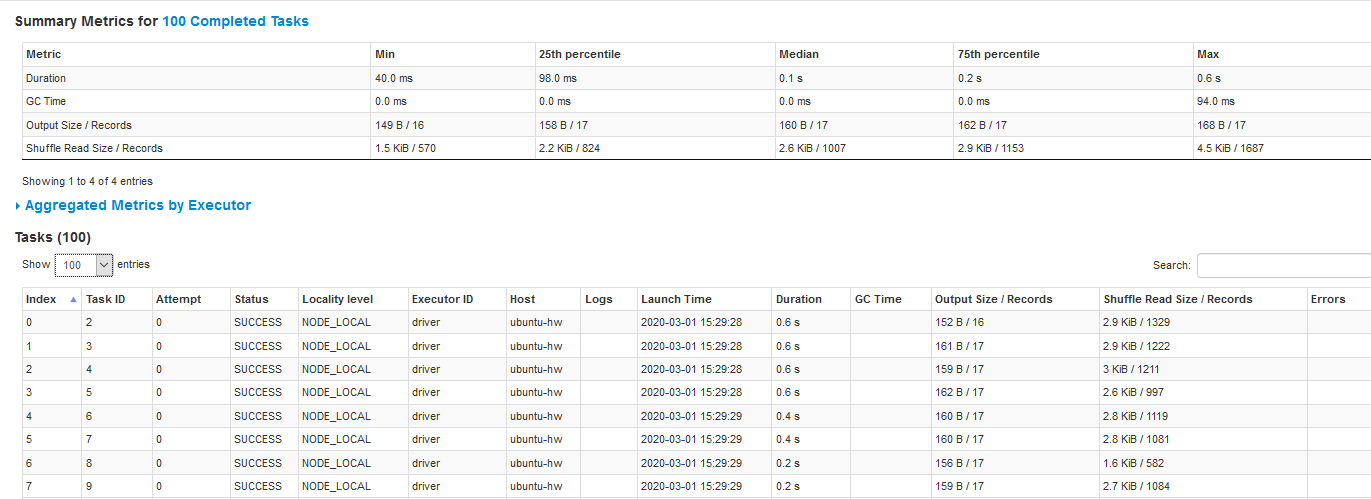 Summary Metrics for 100 Completed Tasks
Metric Min 25th percentile Median 75th percentile Max
Duration 40.0 ms 98.0 ms 0.1 s 0.2 s 0.6 s
GC Time 0.0 ms 0.0 ms 0.0 ms 0.0 ms 94.0 ms
Output Size / Records 149 B / 16 158 B / 17 160 B / 17 162 B / 17 168 B / 17
Shuffle Read Size / Records 1.5 KiB / 570 2.2 KiB / 824 2.6 KiB / 1007 2.9 KiB / 1153 4.5 KiB / 1687
Showing 1 to 4 of 4 entries
Aggregated Metrics by Executor
Tasks (100)
Show 100 entries Search:
Index Task ID Attempt Status Locality level Executor ID Host Logs Launch Time Duration GC Time Output Size / Records Shuffle Read Size / Records Errors
0 2 0 SUCCESS NODE_LOCAL driver ubuntu-hw 2020-03-01 15:29:28 0.6 s 152 B / 16 2.9 KiB / 1329
1 3 0 SUCCESS NODE_LOCAL driver ubuntu-hw 2020-03-01 15:29:28 0.6 s 161 B / 17 2.9 KiB / 1222
2 4 0 SUCCESS NODE_LOCAL driver ubuntu-hw 2020-03-01 15:29:28 0.6 s 159 B / 17 3 KiB / 1211
3 5 0 SUCCESS NODE_LOCAL driver ubuntu-hw 2020-03-01 15:29:28 0.6 s 162 B / 17 2.6 KiB / 997
4 6 0 SUCCESS NODE_LOCAL driver ubuntu-hw 2020-03-01 15:29:29 0.4 s 160 B / 17 2.8 KiB / 1119
5 7 0 SUCCESS NODE_LOCAL driver ubuntu-hw 2020-03-01 15:29:29 0.4 s 160 B / 17 2.8 KiB / 1081
6 8 0 SUCCESS NODE_LOCAL driver ubuntu-hw 2020-03-01 15:29:29 0.2 s 156 B / 17 1.6 KiB / 582
7 9 0 SUCCESS NODE_LOCAL driver ubuntu-hw 2020-03-01 15:29:29 0.2 s 159 B / 17 2.7 KiB / 1084